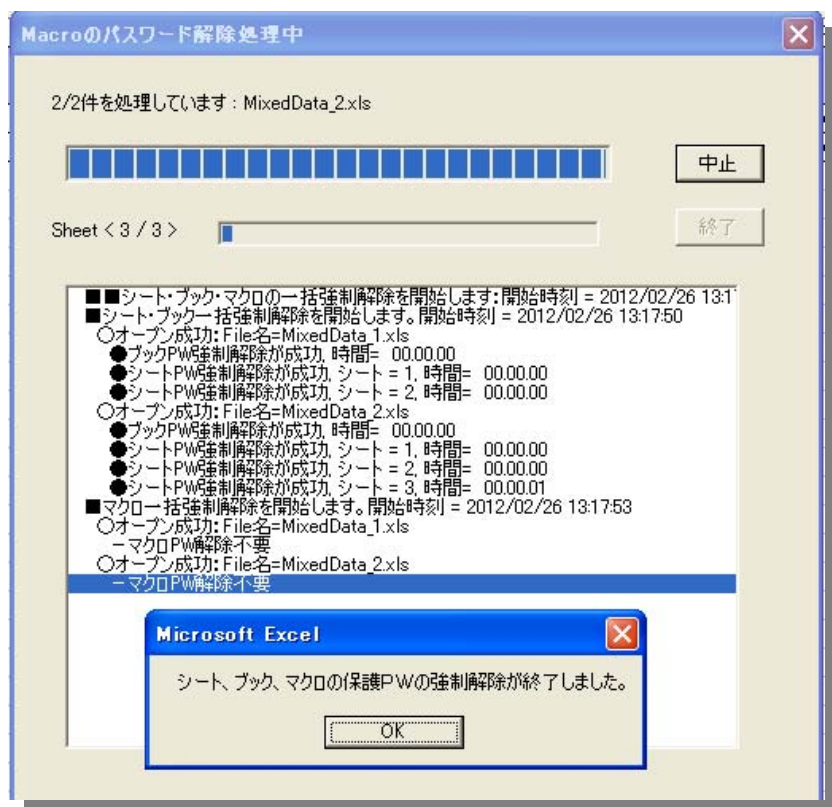 Macroのパスワード解除処理中
2/2件を処理しています : MixedData_2.xls
中止
Sheet < 3 / 3 >
終了
■■シート・ブック・マクロの一括強制解除を開始します:開始時刻 = 2012/02/26 13:1
■シート・ブック一括強制解除を開始します。開始時刻 = 2012/02/26 13:17:50
○オープン成功: File名=MixedData_1.xls
●ブックPW強制解除が成功, 時間= 00.00.00
●シートPW強制解除が成功, シート = 1, 時間= 00.00.00
●シートPW強制解除が成功, シート = 2, 時間= 00.00.00
○オープン成功: File名=MixedData_2.xls
●ブックPW強制解除が成功, 時間= 00.00.00
●シートPW強制解除が成功, シート = 1, 時間= 00.00.00
●シートPW強制解除が成功, シート = 2, 時間= 00.00.00
●シートPW強制解除が成功, シート = 3, 時間= 00.00.01
■マクロ一括強制解除を開始します。開始時刻 = 2012/02/26 13:17:53
○オープン成功: File名=MixedData_1.xls
－マクロPW解除不要
○オープン成功: File名=MixedData_2.xls
－マクロPW解除不要
Microsoft Excel
シート、ブック、マクロの保護PWの強制解除が終了しました。
OK